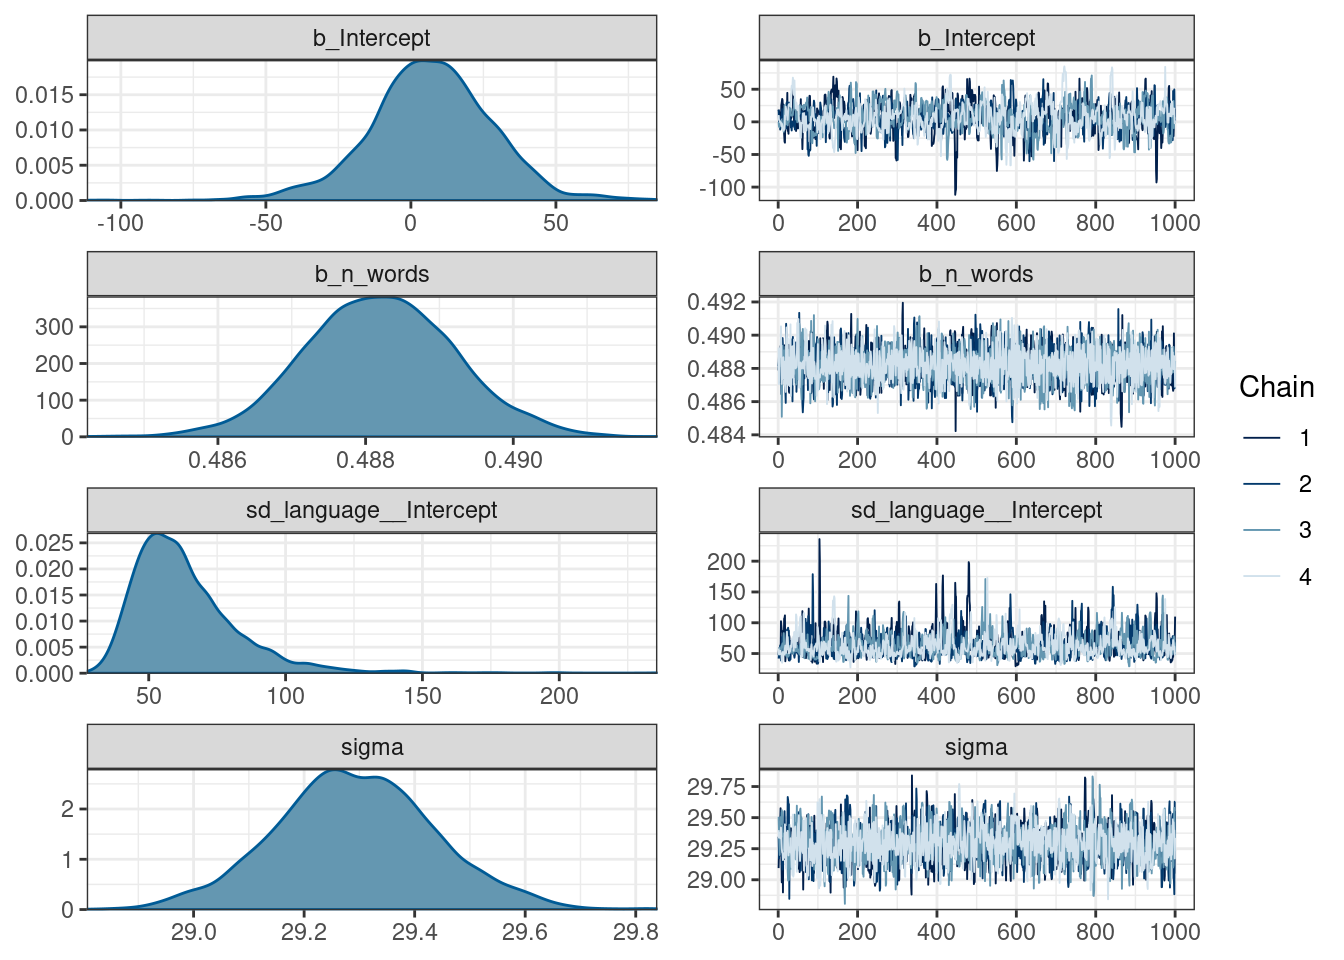 b_Intercept
0.015
0.010
0.005
0.000
-100 -50 0 50
b_Intercept
50
0
-50
-100
0 200 400 600 800 1000
b_n_words
300
200
100
0
0.486 0.488 0.490
b_n_words
0.492
0.490
0.488
0.486
0.484
0 200 400 600 800 1000
sd_language__Intercept
0.025
0.020
0.015
0.010
0.005
0.000
50 100 150 200
sd_language__Intercept
200
150
100
50
0 200 400 600 800 1000
sigma
2
1
0
29.0 29.2 29.4 29.6 29.8
sigma
29.75
29.50
29.25
29.00
0 200 400 600 800 1000
Chain
1
2
3
4